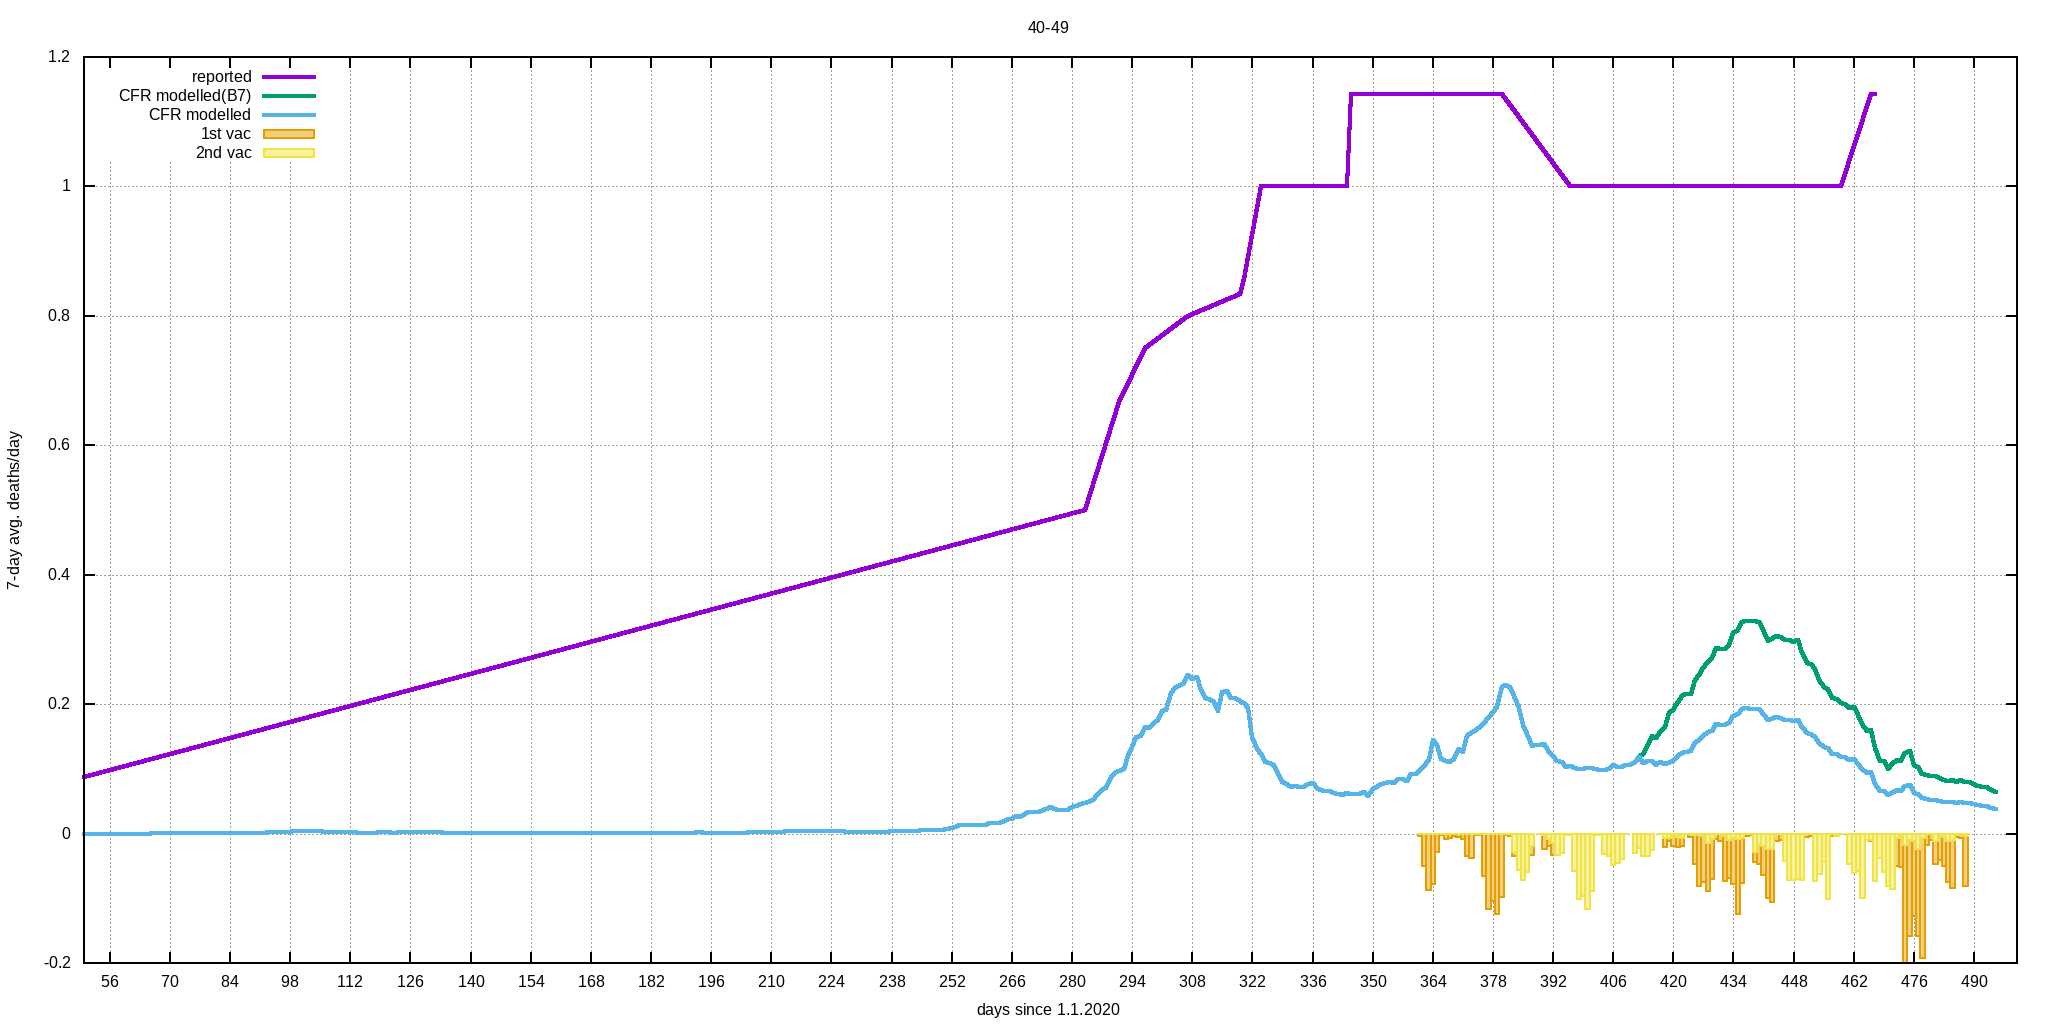 40-49
reported
CFR modelled(B7)
CFR modelled
1st vac
2nd vac
1.2
1
0.8
0.6
0.4
0.2
0
-0.2
7-day avg. deaths/day
56 70 84 98 112 126 140 154 168 182 196 210 224 238 252 266 280 294 308 322 336 350 364 378 392 406 420 434 448 462 476 490
days since 1.1.2020